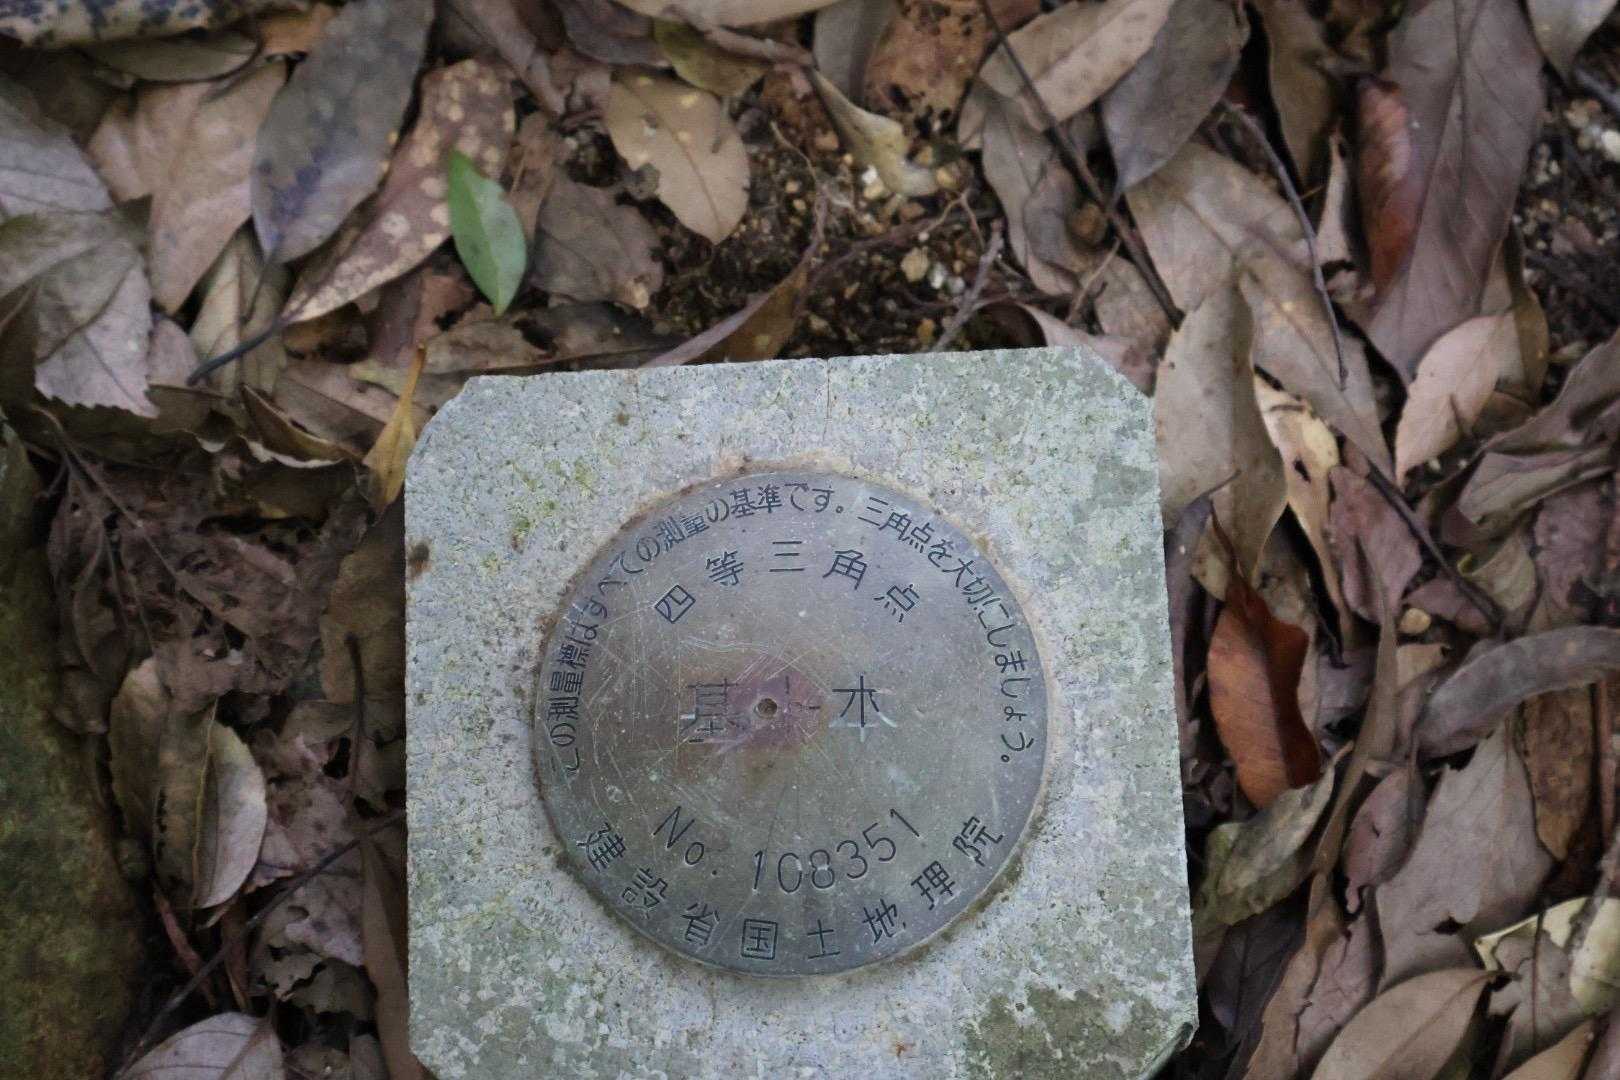 この測量標はすべての測量の基準です。三角点を大切にしましょう。
四等三角点
基本
No. 108351
建設省国土地理院